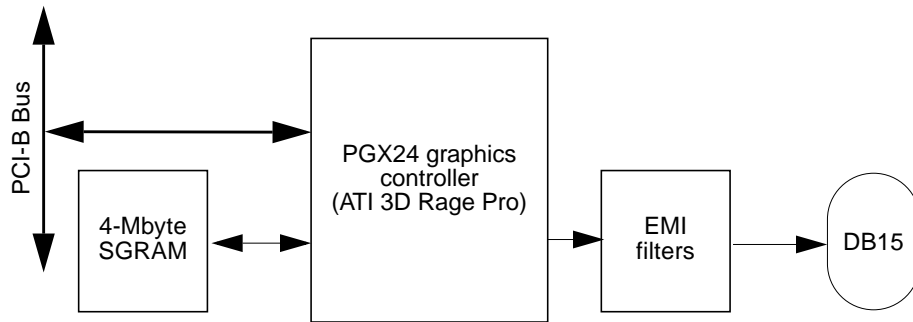 PCI-B Bus
PGX24 graphics
controller
(ATI 3D Rage Pro)
4-Mbyte
SGRAM
EMI
filters
DB15